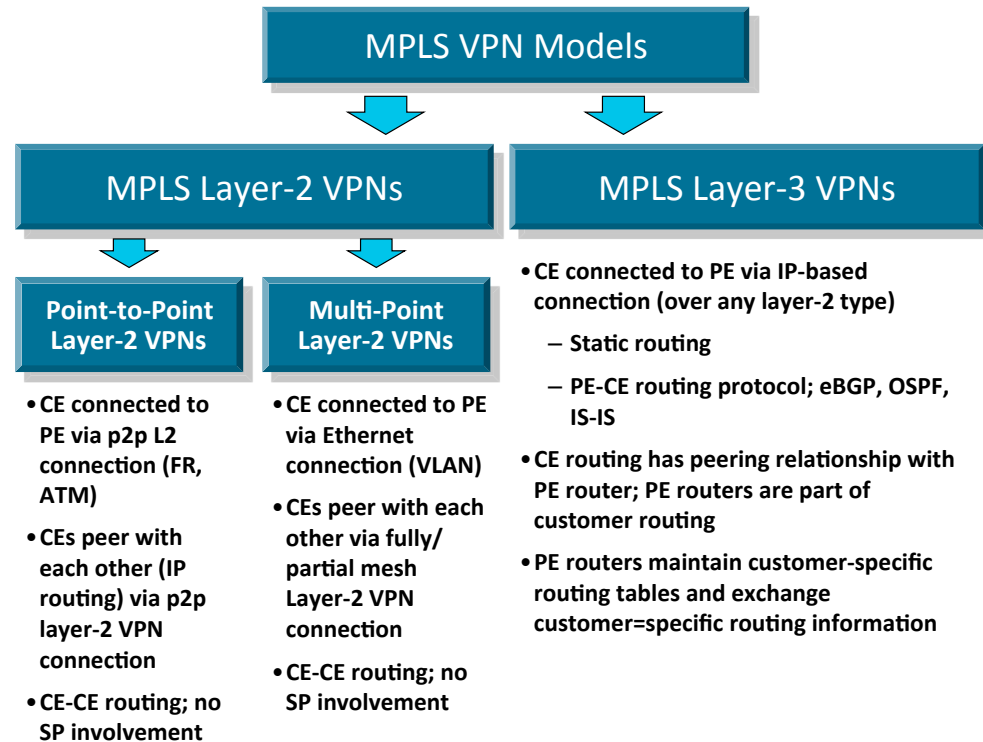 MPLS VPN Models
MPLS Layer-2 VPNs
MPLS Layer-3 VPNs
Point-to-Point
Layer-2 VPNs
Multi-Point
Layer-2 VPNs
• CE connected to
PE via p2p L2
connection (FR,
ATM)
• CEs peer with
each other (IP
routing) via p2p
layer-2 VPN
connection
• CE-CE routing; no
SP involvement
• CE connected to PE
via Ethernet
connection (VLAN)
• CEs peer with each
other via fully/
partial mesh
Layer-2 VPN
connection
• CE-CE routing; no
SP involvement
• CE connected to PE via IP-based
connection (over any layer-2 type)
– Static routing
– PE-CE routing protocol; eBGP, OSPF,
IS-IS
• CE routing has peering relationship with
PE router; PE routers are part of
customer routing
• PE routers maintain customer-specific
routing tables and exchange
customer=specific routing information